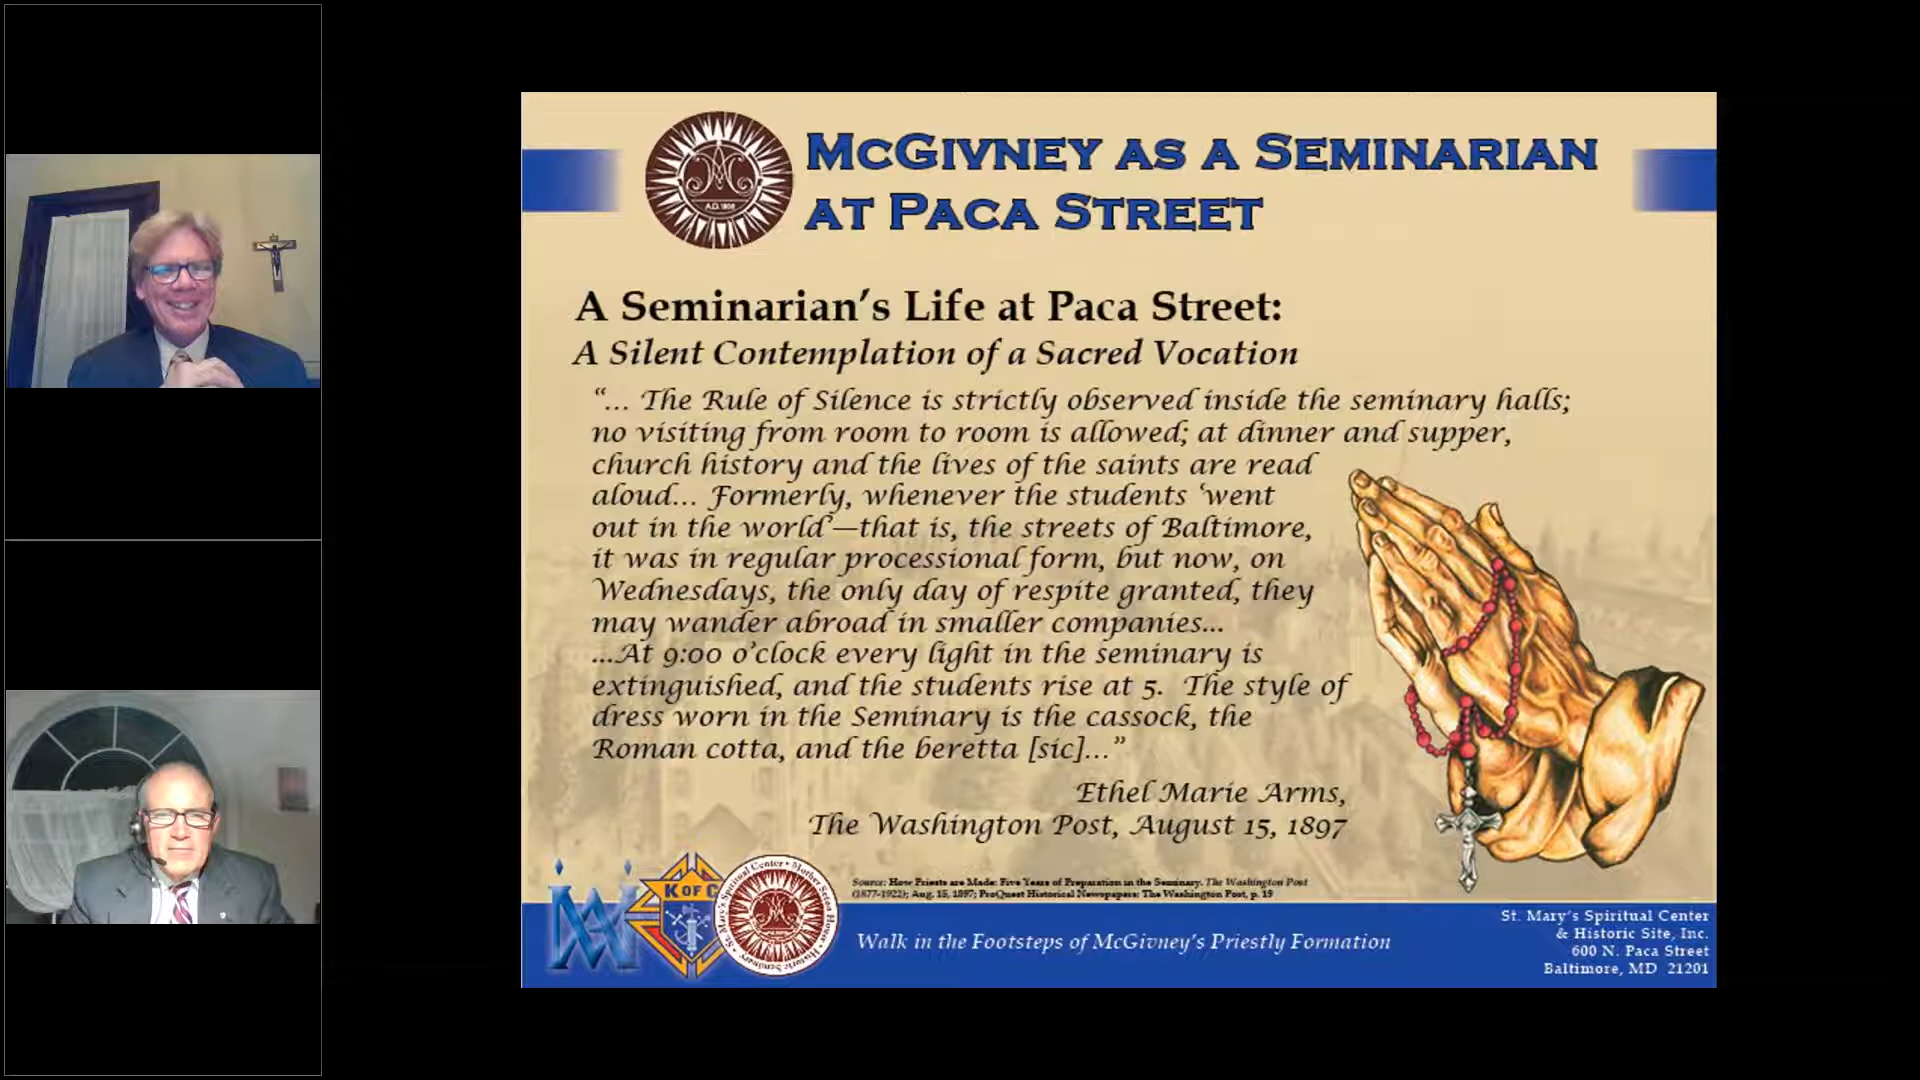 McGivney as a Seminarian
at Paca Street
A.D. 1808
A Seminarian's Life at Paca Street:
A Silent Contemplation of a Sacred Vocation
“... The Rule of Silence is strictly observed inside the seminary halls;
no visiting from room to room is allowed; at dinner and supper,
church history and the lives of the saints are read
aloud... Formerly, whenever the students ‘went
out in the world’—that is, the streets of Baltimore,
it was in regular processional form, but now, on
Wednesdays, the only day of respite granted, they
may wander abroad in smaller companies...
...At 9:00 o’clock every light in the seminary is
extinguished, and the students rise at 5. The style of
dress worn in the Seminary is the cassock, the
Roman cotta, and the beretta [sic]...”
Ethel Marie Arms,
The Washington Post, August 15, 1897
Source: How Priests are Made: Five Years of Preparation in the Seminary. The Washington Post
(1877-1922); Aug. 15, 1897; ProQuest Historical Newspapers: The Washington Post, p. 19
K OF C
St. Mary's Spiritual Center • Mother Seton House • Historic Seminary
Walk in the Footsteps of McGivney's Priestly Formation
St. Mary's Spiritual Center
& Historic Site, Inc.
600 N. Paca Street
Baltimore, MD 21201